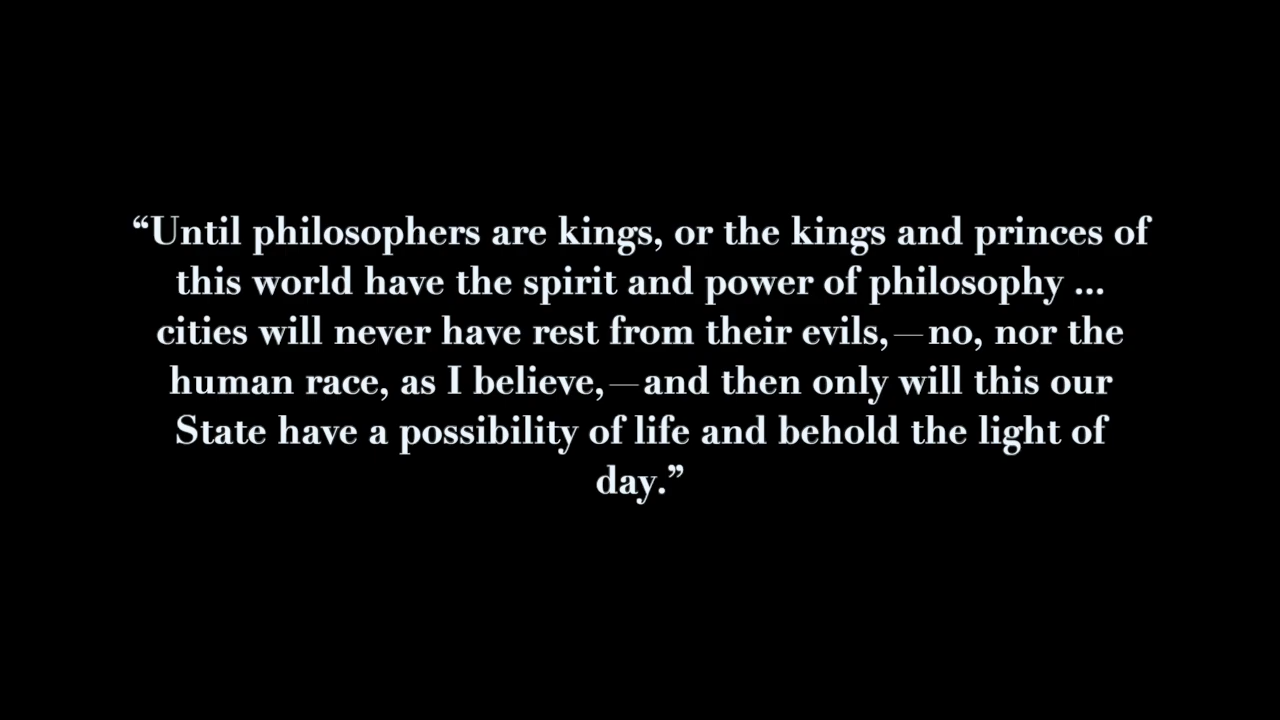 “Until philosophers are kings, or the kings and princes of
this world have the spirit and power of philosophy ...
cities will never have rest from their evils,—no, nor the
human race, as I believe,—and then only will this our
State have a possibility of life and behold the light of
day.”